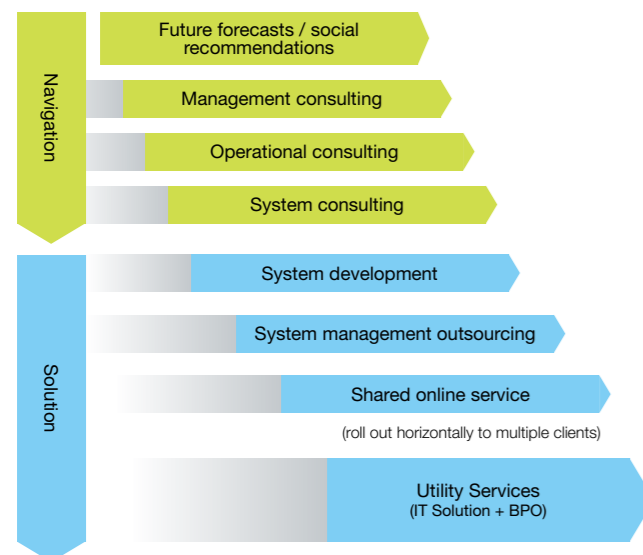 Navigation
Future forecasts / social
recommendations
Management consulting
Operational consulting
System consulting
Solution
System development
System management outsourcing
Shared online service
(roll out horizontally to multiple clients)
Utility Services
(IT Solution + BPO)